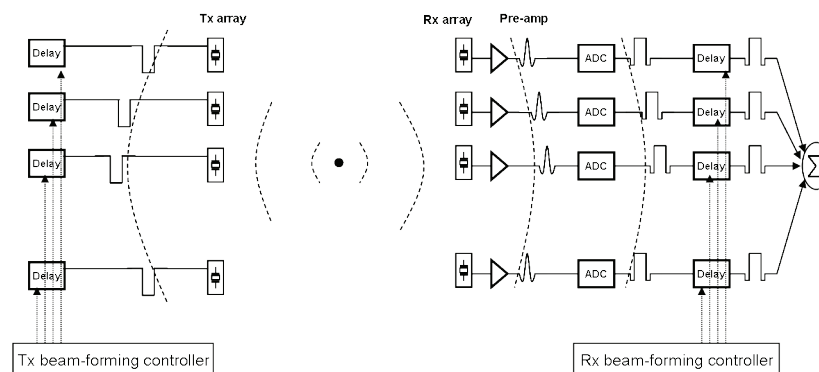 Tx array
Rx array
Pre-amp
Delay
ADC
Delay
Delay
ADC
Delay
Delay
ADC
Delay
Σ
Delay
ADC
Delay
Tx beam-forming controller
Rx beam-forming controller